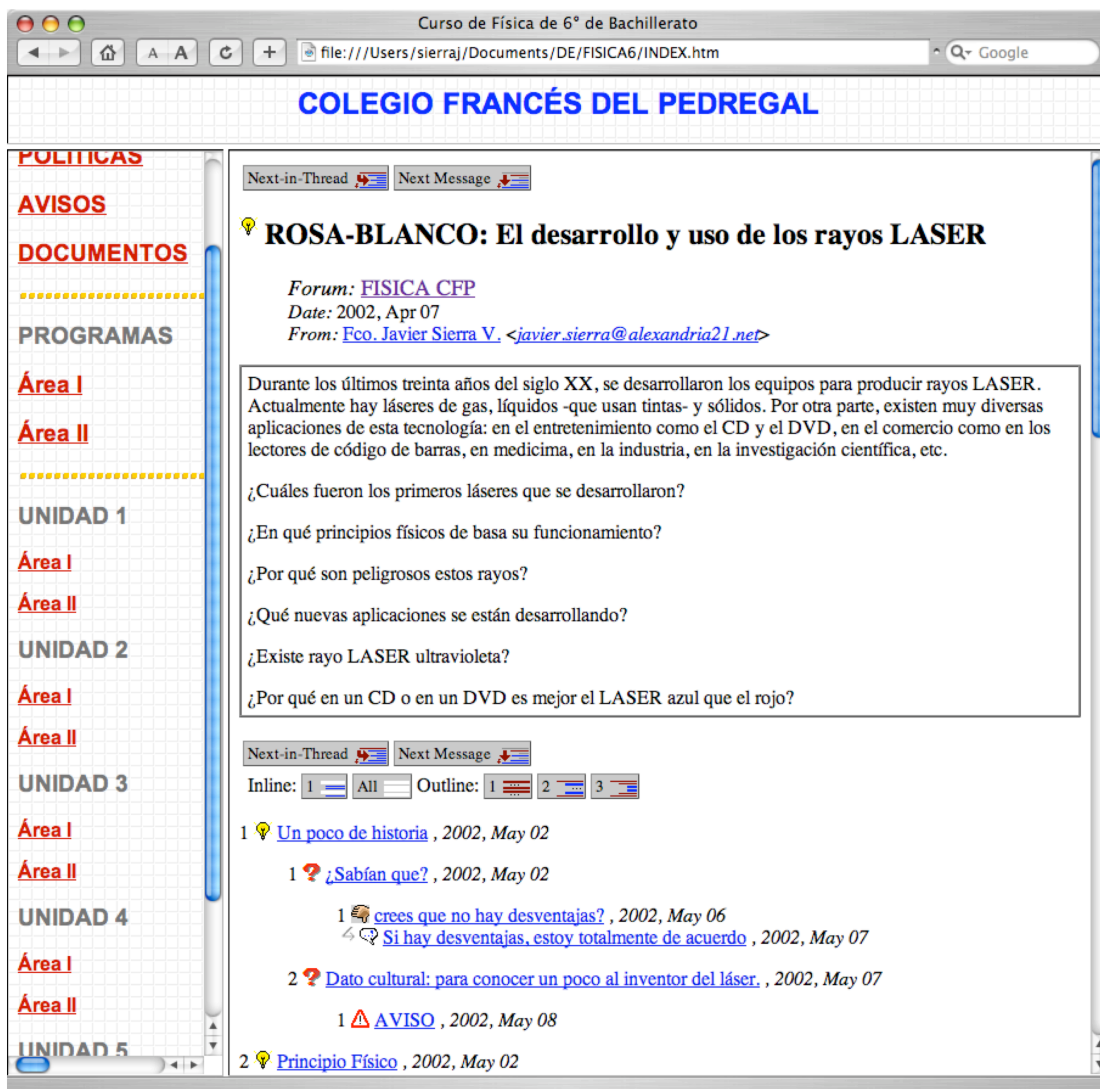 Curso de Física de 6° de Bachillerato
A A
file:///Users/sierraj/Documents/DE/FISICA6/INDEX.htm
Google
COLEGIO FRANCÉS DEL PEDREGAL
POLÍTICAS
AVISOS
DOCUMENTOS
PROGRAMAS
Área I
Área II
UNIDAD 1
Área I
Área II
UNIDAD 2
Área I
Área II
UNIDAD 3
Área I
Área II
UNIDAD 4
Área I
Área II
UNIDAD 5
Next-in-Thread Next Message
ROSA-BLANCO: El desarrollo y uso de los rayos LASER
Forum: FISICA CFP
Date: 2002, Apr 07
From: Fco. Javier Sierra V. <javier.sierra@alexandria21.net>
Durante los últimos treinta años del siglo XX, se desarrollaron los equipos para producir rayos LASER.
Actualmente hay láseres de gas, líquidos -que usan tintas- y sólidos. Por otra parte, existen muy diversas
aplicaciones de esta tecnología: en el entretenimiento como el CD y el DVD, en el comercio como en los
lectores de código de barras, en medicima, en la industria, en la investigación científica, etc.
¿Cuáles fueron los primeros láseres que se desarrollaron?
¿En qué principios físicos de basa su funcionamiento?
¿Por qué son peligrosos estos rayos?
¿Qué nuevas aplicaciones se están desarrollando?
¿Existe rayo LASER ultravioleta?
¿Por qué en un CD o en un DVD es mejor el LASER azul que el rojo?
Next-in-Thread Next Message
Inline: 1 All Outline: 1 2 3
1 Un poco de historia , 2002, May 02
1 ¿Sabían que? , 2002, May 02
1 crees que no hay desventajas? , 2002, May 06
Si hay desventajas, estoy totalmente de acuerdo , 2002, May 07
2 Dato cultural: para conocer un poco al inventor del láser. , 2002, May 07
1 AVISO , 2002, May 08
2 Principio Físico , 2002, May 02